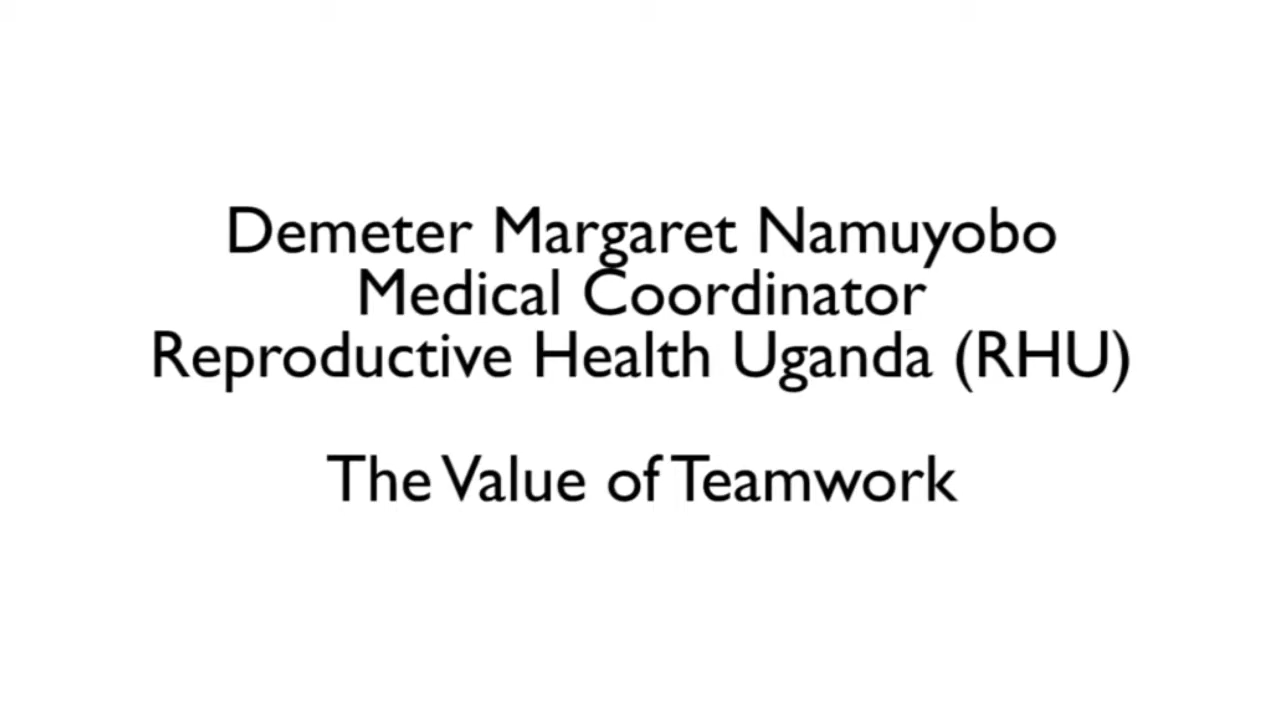 Demeter Margaret Namuyobo
Medical Coordinator
Reproductive Health Uganda (RHU)
The Value of Teamwork